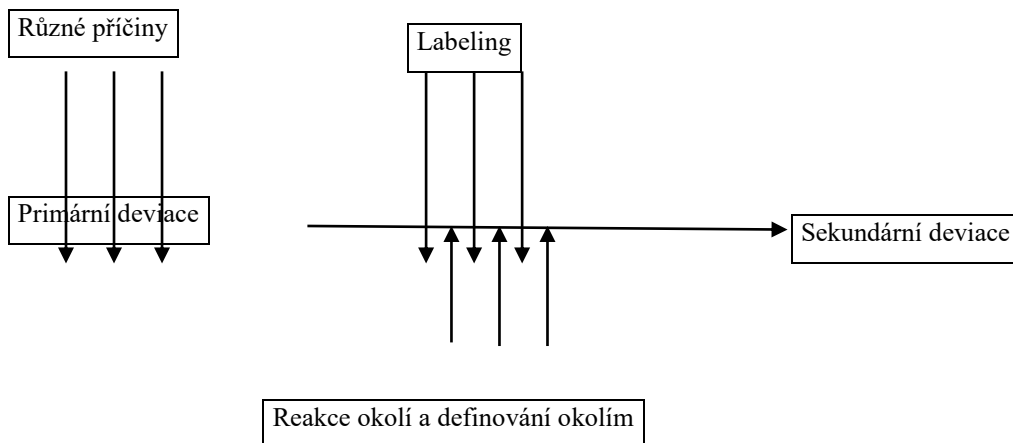 Různé příčiny
Labeling
Primární deviace
Sekundární deviace
Reakce okolí a definování okolím